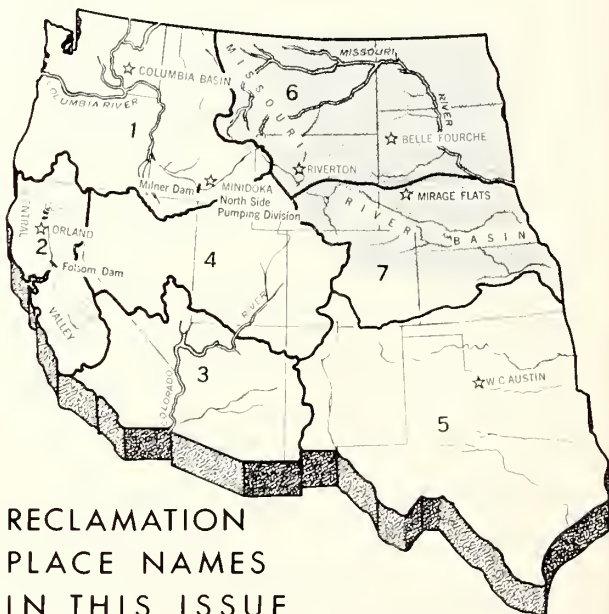 MISSOURI
RIVER
☆ COLUMBIA BASIN
MISSOURI
6
COLUMBIA RIVER
☆ BELLE FOURCHE
1
☆ RIVERTON
Milner Dam
☆ MINIDOKA
North Side
Pumping Division
☆ MIRAGE FLATS
RIVER BASIN
CENTRAL
VALLEY
2
☆ ORLAND
Folsom Dam
4
7
RIVER
COLORADO
3
☆ W. C. AUSTIN
5
RECLAMATION
PLACE NAMES
IN THIS ISSUE